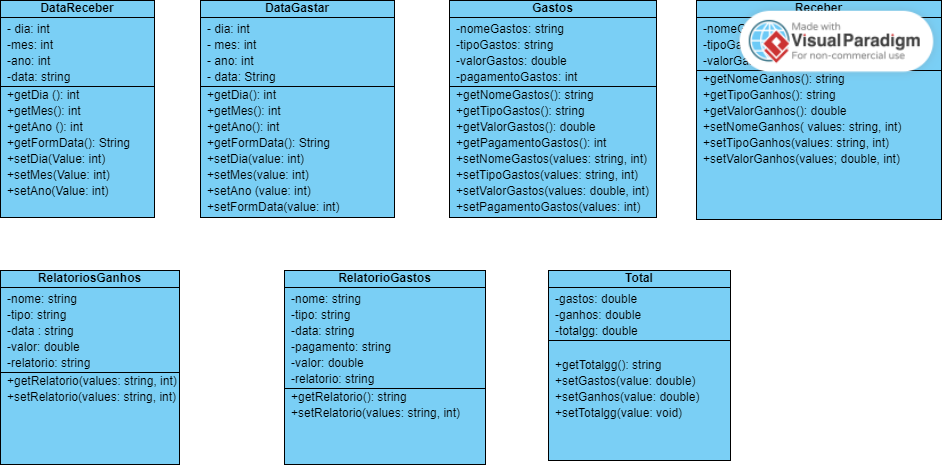 DataReceber
- dia: int
-mes: int
-ano: int
-data: string
+getDia (): int
+getMes(): int
+getAno (): int
+getFormData(): String
+setDia(Value: int)
+setMes(Value: int)
+setAno(Value: int)
DataGastar
- dia: int
- mes: int
- ano: int
- data: String
+getDia(): int
+getMes(): int
+getAno(): int
+getFormData(): String
+setDia(value: int)
+setMes(value: int)
+setAno (value: int)
+setFormData(value: int)
Gastos
-nomeGastos: string
-tipoGastos: string
-valorGastos: double
-pagamentoGastos: int
+getNomeGastos(): string
+getTipoGastos(): string
+getValorGastos(): double
+getPagamentoGastos(): int
+setNomeGastos(values: string, int)
+setTipoGastos(values: string, int)
+setValorGastos(values: double, int)
+setPagamentoGastos(values: int)
Receber
-nomeG
-tipoGa
-valorGa
Made with
VisualParadigm
For non-commercial use
+getNomeGanhos(): string
+getTipoGanhos(): string
+getValorGanhos(): double
+setNomeGanhos( values: string, int)
+setTipoGanhos(values: string, int)
+setValorGanhos(values; double, int)
RelatoriosGanhos
-nome: string
-tipo: string
-data : string
-valor: double
-relatorio: string
+getRelatorio(values: string, int)
+setRelatorio(values: string, int)
RelatorioGastos
-nome: string
-tipo: string
-data: string
-pagamento: string
-valor: double
-relatorio: string
+getRelatorio(): string
+setRelatorio(values: string, int)
Total
-gastos: double
-ganhos: double
-totalgg: double
+getTotalgg(): string
+setGastos(value: double)
+setGanhos(value: double)
+setTotalgg(value: void)